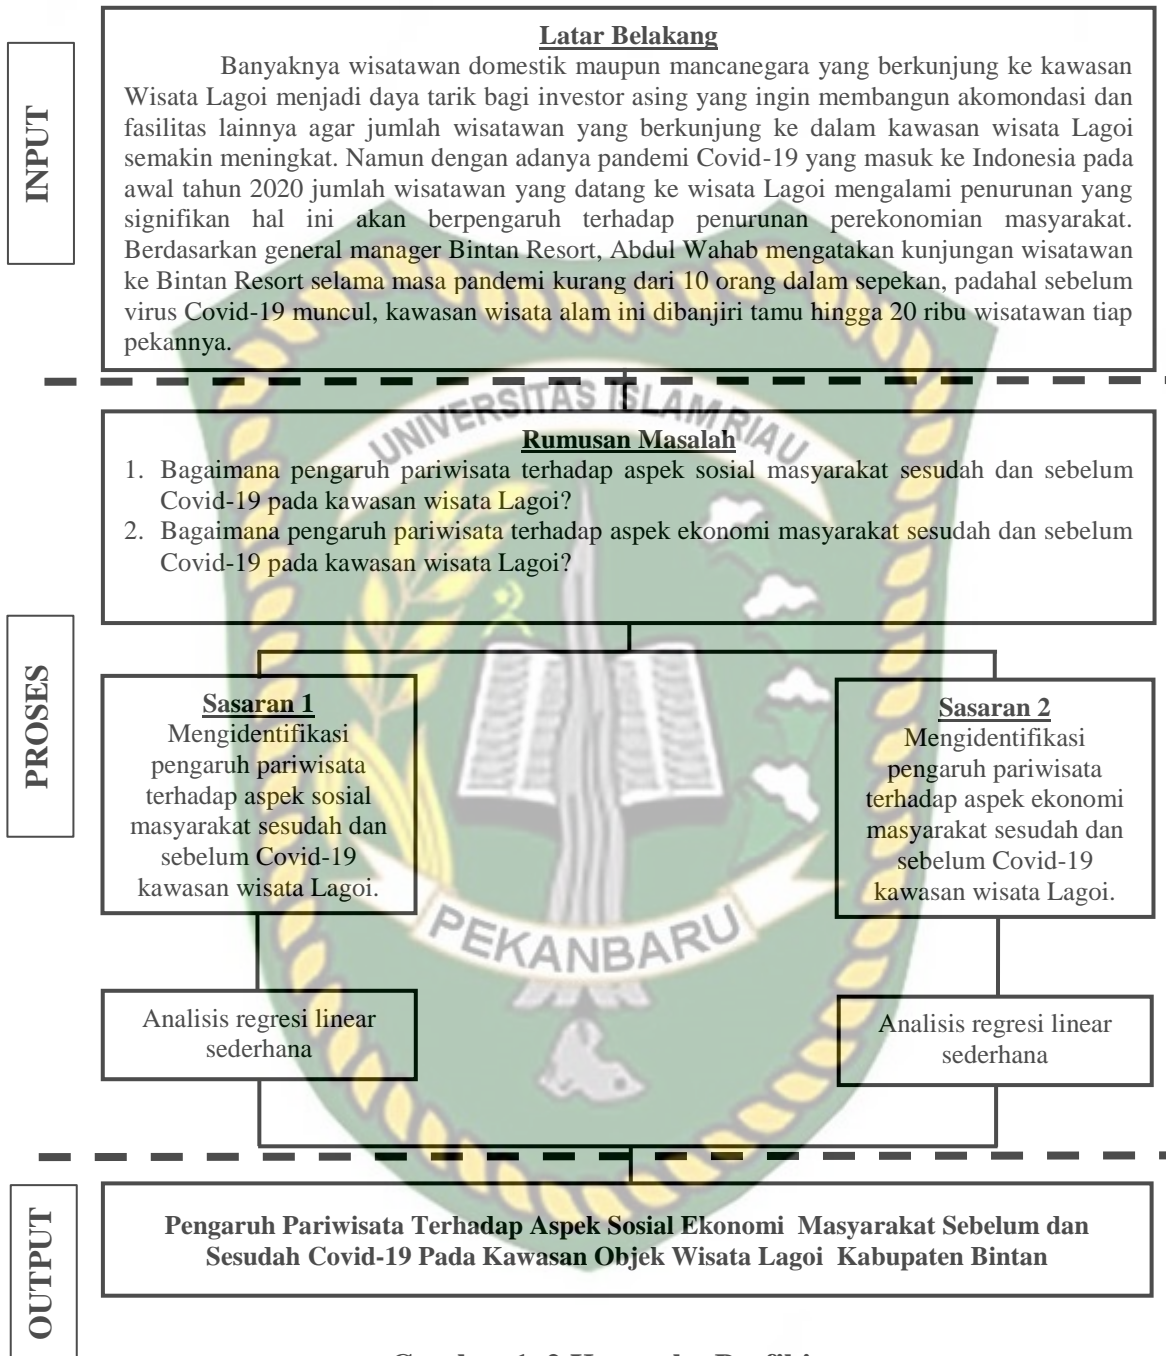 INPUT
Latar Belakang
Banyaknya wisatawan domestik maupun mancanegara yang berkunjung ke kawasan
Wisata Lagoi menjadi daya tarik bagi investor asing yang ingin membangun akomondasi dan
fasilitas lainnya agar jumlah wisatawan yang berkunjung ke dalam kawasan wisata Lagoi
semakin meningkat. Namun dengan adanya pandemi Covid-19 yang masuk ke Indonesia pada
awal tahun 2020 jumlah wisatawan yang datang ke wisata Lagoi mengalami penurunan yang
signifikan hal ini akan berpengaruh terhadap penurunan perekonomian masyarakat.
Berdasarkan general manager Bintan Resort, Abdul Wahab mengatakan kunjungan wisatawan
ke Bintan Resort selama masa pandemi kurang dari 10 orang dalam sepekan, padahal sebelum
virus Covid-19 muncul, kawasan wisata alam ini dibanjiri tamu hingga 20 ribu wisatawan tiap
pekannya.
UNIVERSITAS ISLAM RIAU
PROSES
Rumusan Masalah
1. Bagaimana pengaruh pariwisata terhadap aspek sosial masyarakat sesudah dan sebelum
Covid-19 pada kawasan wisata Lagoi?
2. Bagaimana pengaruh pariwisata terhadap aspek ekonomi masyarakat sesudah dan sebelum
Covid-19 pada kawasan wisata Lagoi?
Sasaran 1
Mengidentifikasi
pengaruh pariwisata
terhadap aspek sosial
masyarakat sesudah dan
sebelum Covid-19
kawasan wisata Lagoi.
Sasaran 2
Mengidentifikasi
pengaruh pariwisata
terhadap aspek ekonomi
masyarakat sesudah dan
sebelum Covid-19
kawasan wisata Lagoi.
PEKANBARU
Analisis regresi linear
sederhana
Analisis regresi linear
sederhana
OUTPUT
Pengaruh Pariwisata Terhadap Aspek Sosial Ekonomi Masyarakat Sebelum dan
Sesudah Covid-19 Pada Kawasan Objek Wisata Lagoi Kabupaten Bintan